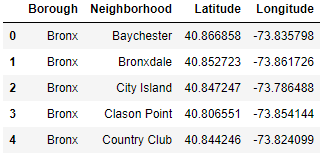 Borough Neighborhood Latitude Longitude
0 Bronx Baychester 40.866858 -73.835798
1 Bronx Bronxdale 40.852723 -73.861726
2 Bronx City Island 40.847247 -73.786488
3 Bronx Clason Point 40.806551 -73.854144
4 Bronx Country Club 40.844246 -73.824099